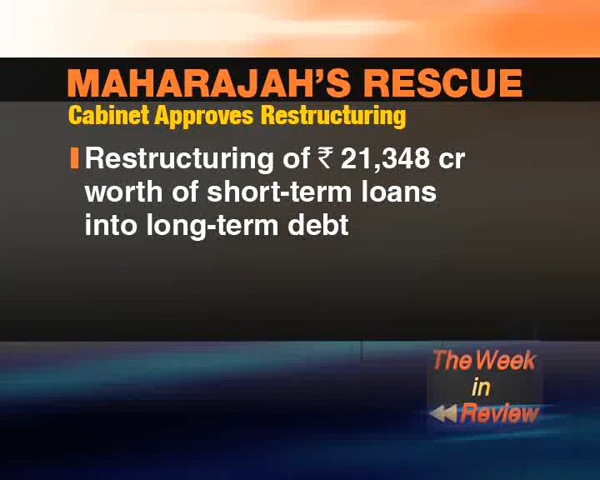 MAHARAJAH'S RESCUE
Cabinet Approves Restructuring
Restructuring of ₹ 21,348 cr
worth of short-term loans
into long-term debt
The Week
in
Review